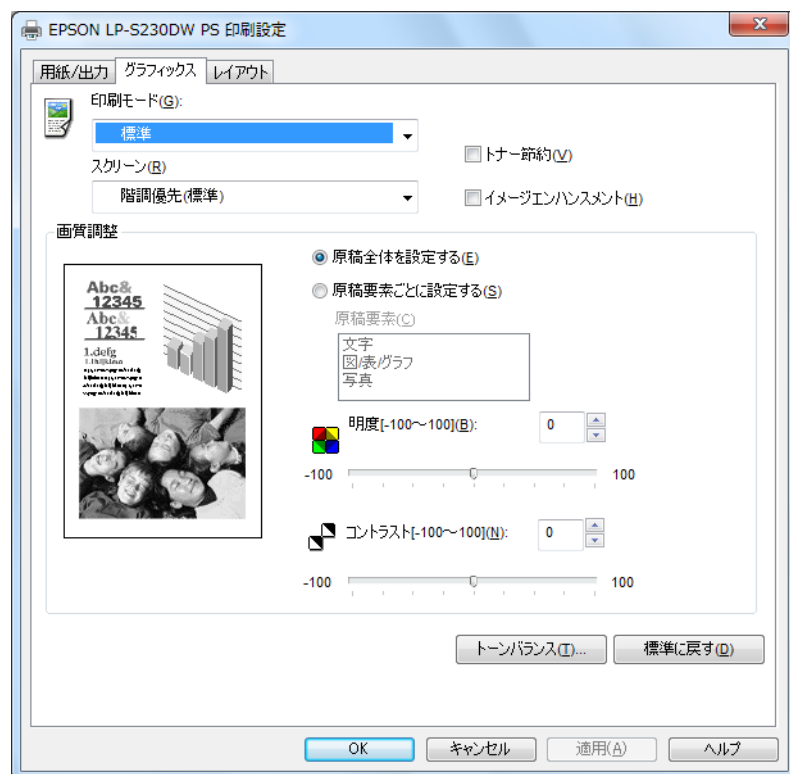 EPSON LP-S230DW PS 印刷設定
用紙/出力 グラフィックス レイアウト
印刷モード(G):
標準
トナー節約(V)
スクリーン(R)
階調優先(標準)
イメージエンハンスメント(H)
画質調整
原稿全体を設定する(E)
原稿要素ごとに設定する(S)
原稿要素(C)
文字
図/表/グラフ
写真
Abc&
12345
Abc&
12345
1.defg
明度[-100～100](B): 0
-100 100
コントラスト[-100～100](N): 0
-100 100
トーンバランス(T)... 標準に戻す(D)
OK キャンセル 適用(A) ヘルプ